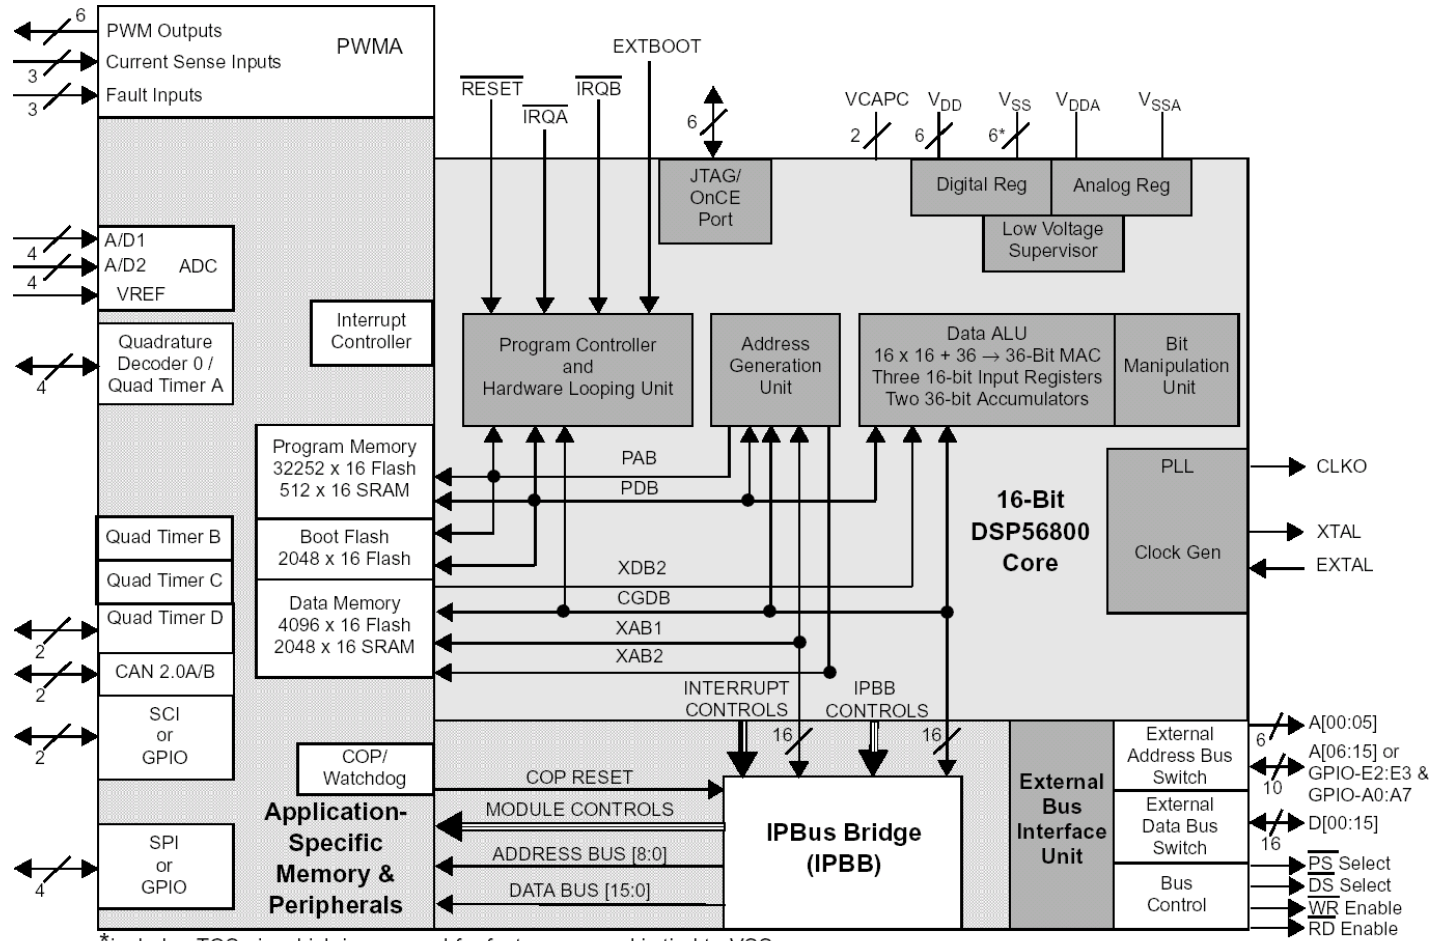 6
PWM Outputs
PWMA
Current Sense Inputs
3
Fault Inputs
3
EXTBOOT
RESET
IRQB
IRQA
6
VCAPC
VDD
VSS
VDDA
VSSA
2
6
6*
JTAG/
OnCE
Port
Digital Reg
Analog Reg
Low Voltage
Supervisor
A/D1
4
A/D2
ADC
4
VREF
Interrupt
Controller
Quadrature
Decoder 0 /
Quad Timer A
4
Program Controller
and
Hardware Looping Unit
Address
Generation
Unit
Data ALU
16 x 16 + 36 → 36-Bit MAC
Three 16-bit Input Registers
Two 36-bit Accumulators
Bit
Manipulation
Unit
Program Memory
32252 x 16 Flash
512 x 16 SRAM
PAB
PDB
PLL
CLKO
16-Bit
DSP56800
Core
Clock Gen
XTAL
EXTAL
Quad Timer B
Boot Flash
2048 x 16 Flash
Quad Timer C
XDB2
CGDB
Data Memory
4096 x 16 Flash
2048 x 16 SRAM
XAB1
XAB2
Quad Timer D
2
CAN 2.0A/B
2
INTERRUPT
CONTROLS
IPBB
CONTROLS
16
16
SCI
or
GPIO
2
COP/
Watchdog
COP RESET
MODULE CONTROLS
ADDRESS BUS [8:0]
DATA BUS [15:0]
Application-
Specific
Memory &
Peripherals
IPBus Bridge
(IPBB)
External
Bus
Interface
Unit
External
Address Bus
Switch
External
Data Bus
Switch
Bus
Control
6
A[00:05]
A[06:15] or
GPIO-E2:E3 &
GPIO-A0:A7
10
D[00:15]
16
PS Select
DS Select
WR Enable
RD Enable
SPI
or
GPIO
4